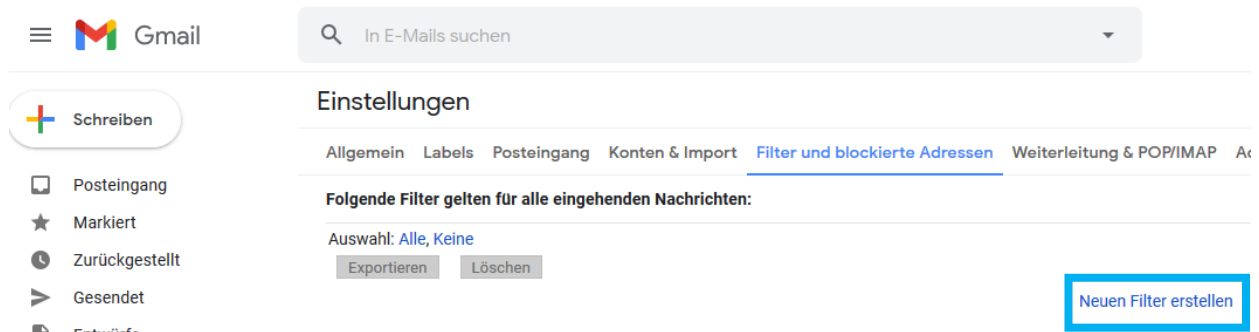 Gmail
In E-Mails suchen
Schreiben
Einstellungen
Allgemein Labels Posteingang Konten & Import Filter und blockierte Adressen Weiterleitung & POP/IMAP
Posteingang
Folgende Filter gelten für alle eingehenden Nachrichten:
Markiert
Auswahl: Alle, Keine
Zurückgestellt
Exportieren Löschen
Gesendet
Neuen Filter erstellen